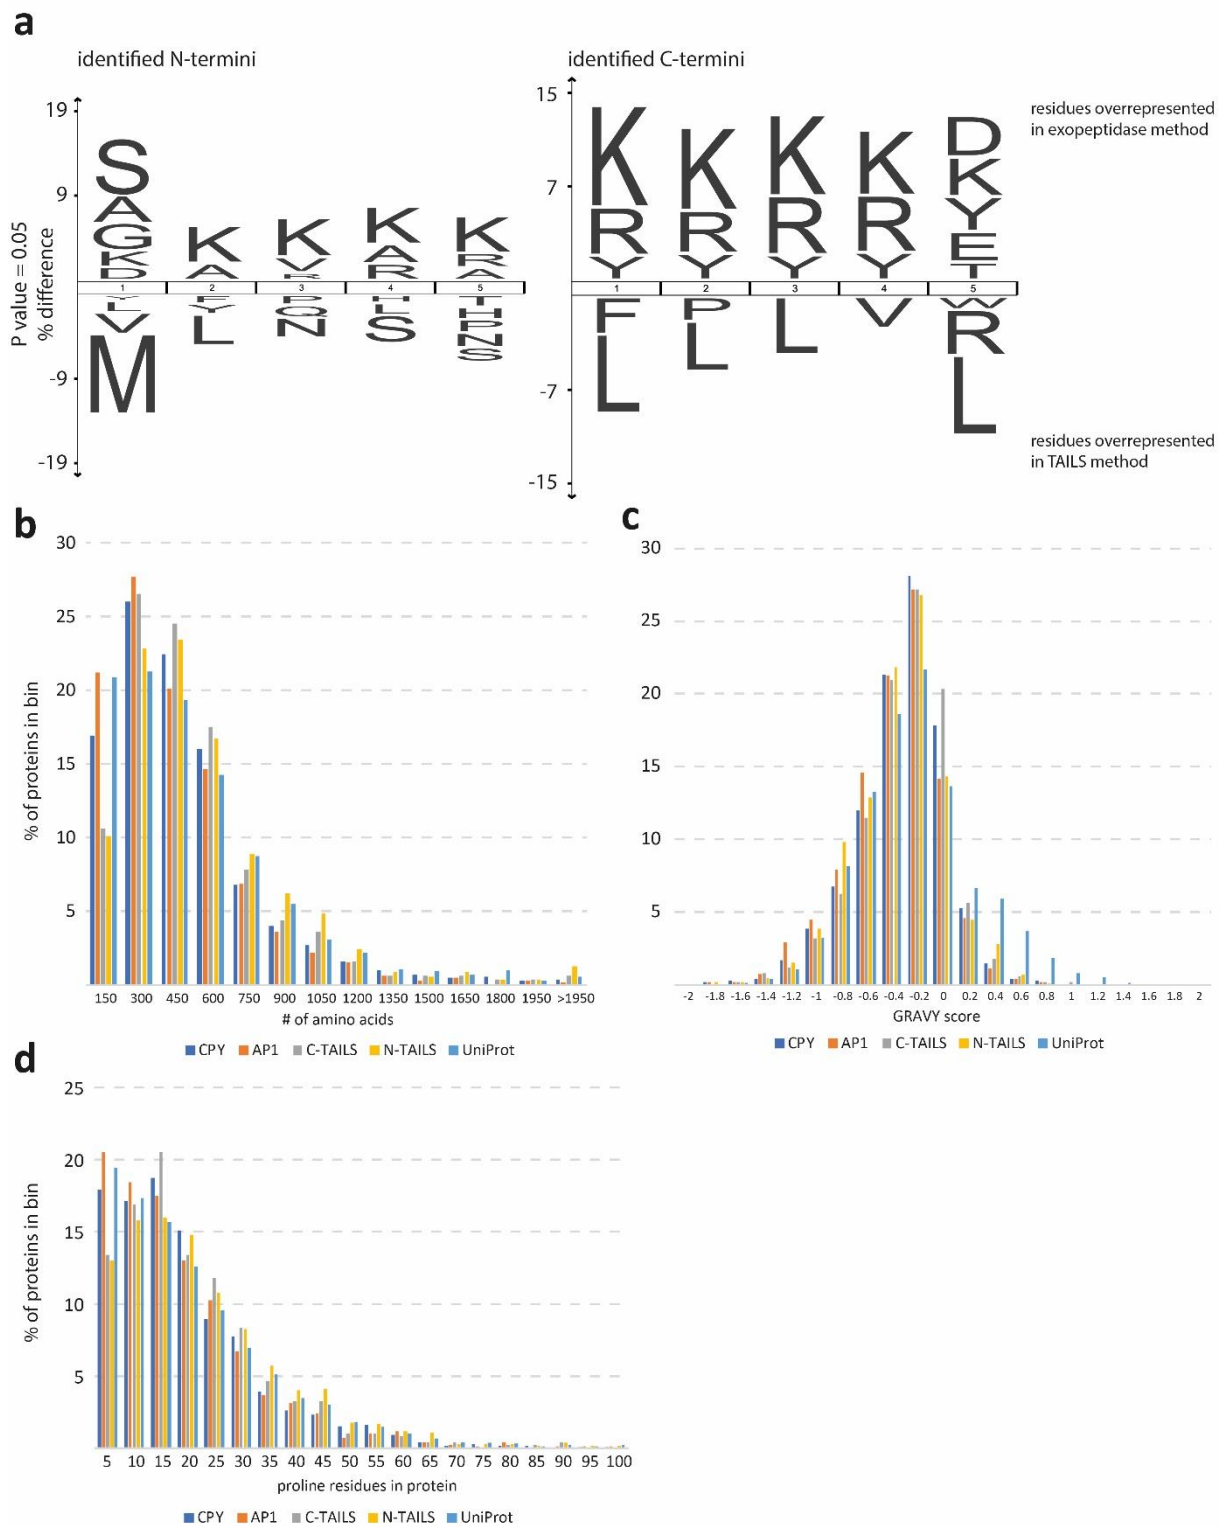 a
identified N-termini
identified C-termini
P value = 0.05
% difference
19
9
-9
-19
S
A
G
K
D
K
A
K
V
R
K
A
R
K
R
A
1 2 3 4 5
L
V
M
F
Y
L
P
Q
N
H
L
S
T
H
P
N
S
15
7
-7
-15
K
R
Y
K
R
Y
K
R
Y
K
R
Y
D
K
Y
E
T
1 2 3 4 5
F
L
P
L
L
V
W
R
L
residues overrepresented
in exopeptidase method
residues overrepresented
in TAILS method
b
% of proteins in bin
30
25
20
15
10
5
150 300 450 600 750 900 1050 1200 1350 1500 1650 1800 1950 >1950
# of amino acids
CPY AP1 C-TAILS N-TAILS UniProt
c
30
25
20
15
10
5
-2 -1.8 -1.6 -1.4 -1.2 -1 -0.8 -0.6 -0.4 -0.2 0 0.2 0.4 0.6 0.8 1 1.2 1.4 1.6 1.8 2
GRAVY score
CPY AP1 C-TAILS N-TAILS UniProt
d
% of proteins in bin
25
20
15
10
5
5 10 15 20 25 30 35 40 45 50 55 60 65 70 75 80 85 90 95 100
proline residues in protein
CPY AP1 C-TAILS N-TAILS UniProt